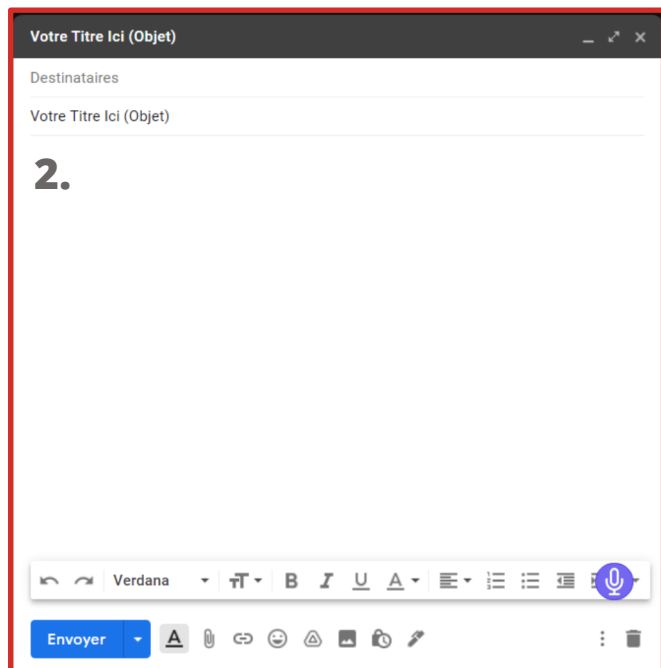 Votre Titre Ici (Objet)
Destinataires
Votre Titre Ici (Objet)
2.
Verdana
Envoyer